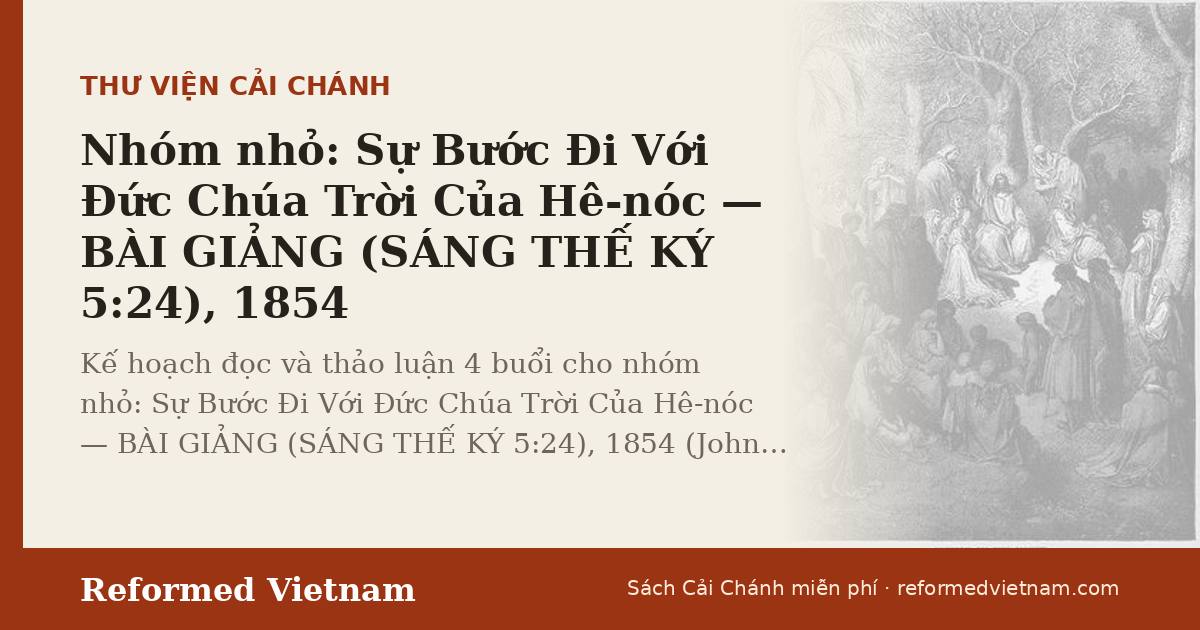 THƯ VIỆN CẢI CHÁNH
Nhóm nhỏ: Sự Bước Đi Với
Đức Chúa Trời Của Hê-nóc —
BÀI GIẢNG (SÁNG THẾ KÝ
5:24), 1854
Kế hoạch đọc và thảo luận 4 buổi cho nhóm
nhỏ: Sự Bước Đi Với Đức Chúa Trời Của Hê-nóc
— BÀI GIẢNG (SÁNG THẾ KÝ 5:24), 1854 (John…
Reformed Vietnam
Sách Cải Chánh miễn phí · reformedvietnam.com